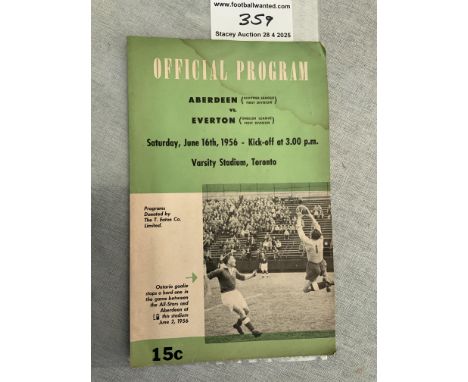 www.footballwanted.com
359
Stacey Auction 28 4 2025
OFFICIAL PROGRAM
ABERDEEN (SCOTTISH LEAGUE FIRST DIVISION)
vs.
EVERTON (ENGLISH LEAGUE FIRST DIVISION)
Saturday, June 16th, 1956 - Kick-off at 3.00 p.m.
Varsity Stadium, Toronto
Programs
Donated by
The T. Eaton Co.
Limited.
Ontario goalie
stops a hard one in
the game between
the All-Stars and
Aberdeen at
this stadium
June 2, 1956
15c